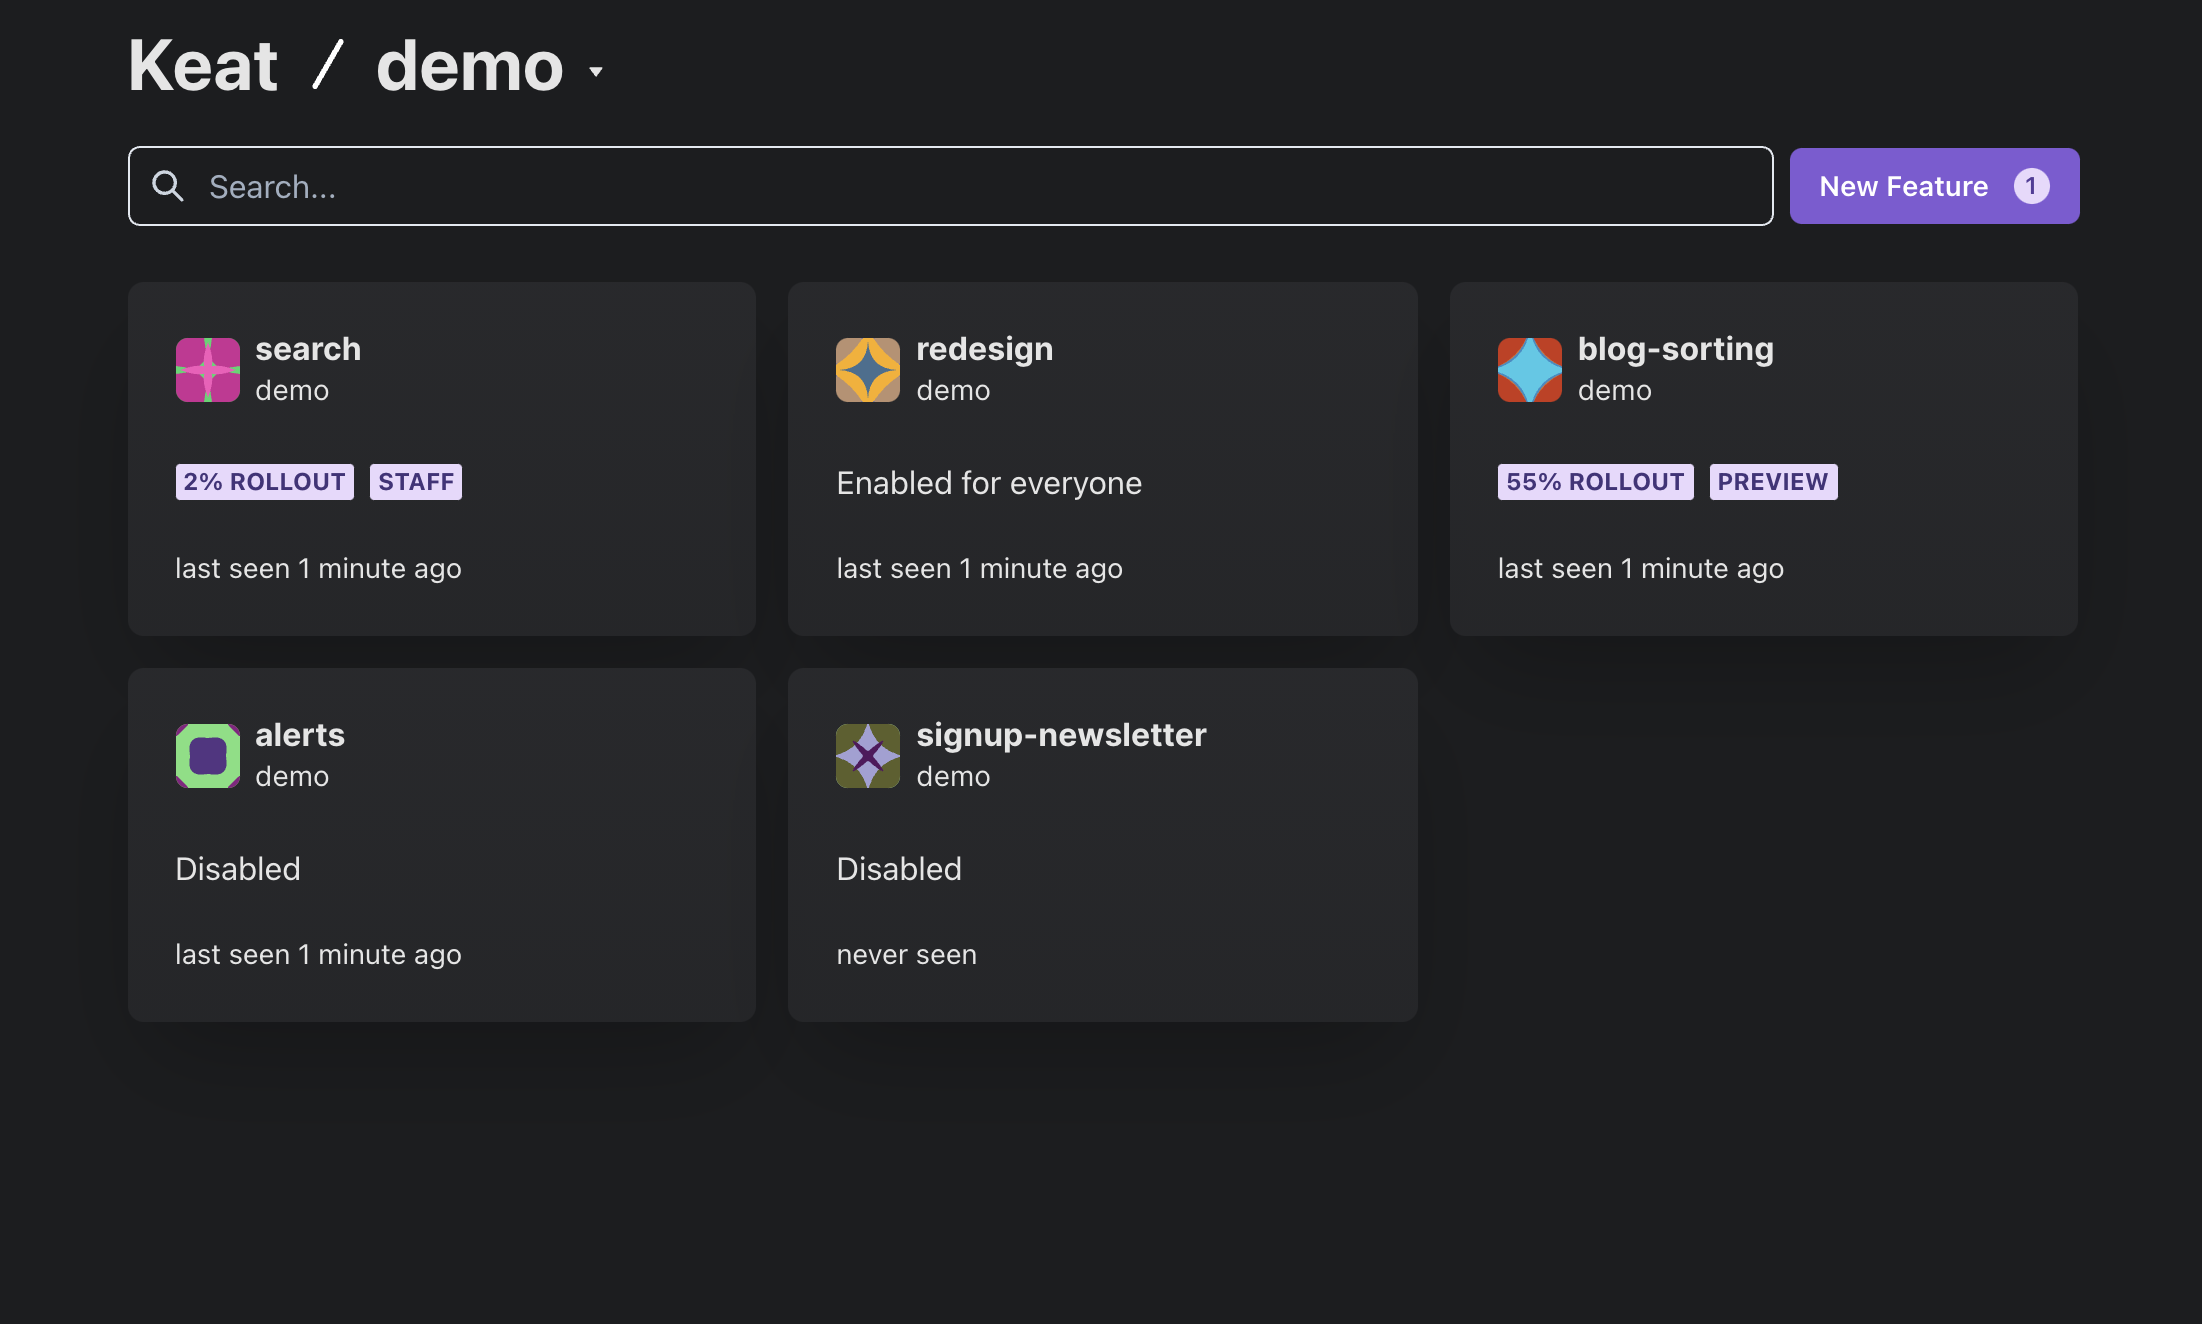 Keat / demo
Search...
New Feature 1
search
demo
2% ROLLOUT STAFF
last seen 1 minute ago
redesign
demo
Enabled for everyone
last seen 1 minute ago
blog-sorting
demo
55% ROLLOUT PREVIEW
last seen 1 minute ago
alerts
demo
Disabled
last seen 1 minute ago
signup-newsletter
demo
Disabled
never seen